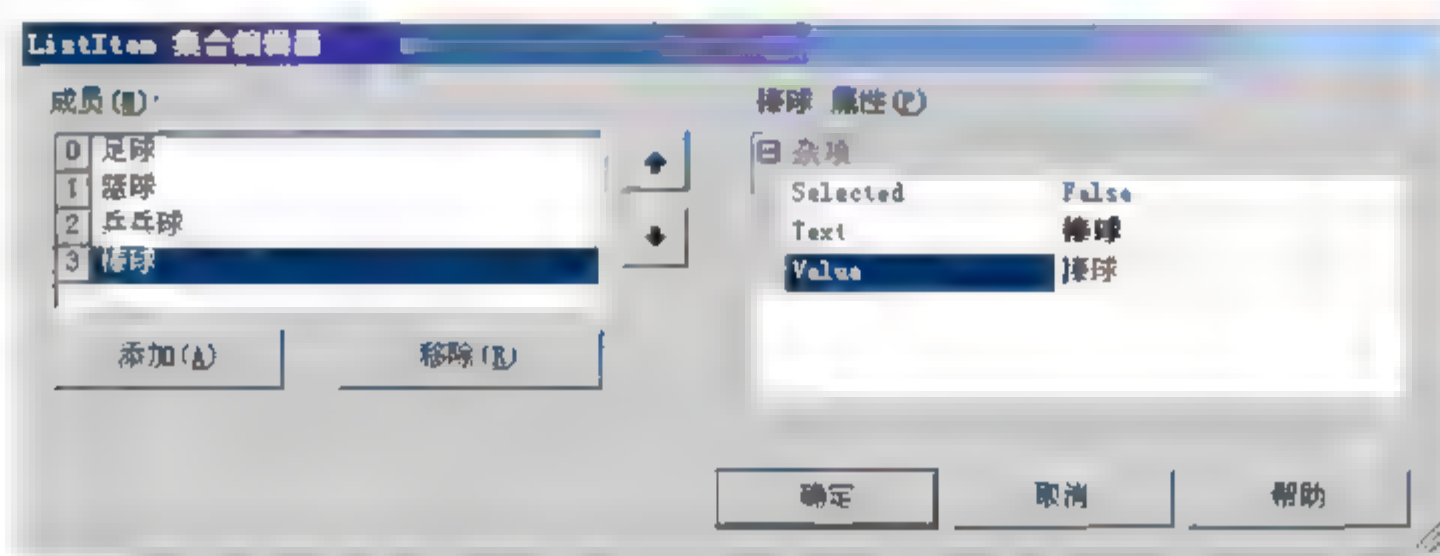 ListItem 集合编辑器
成员(M):
0 足球
1 篮球
2 乒乓球
3 棒球
添加(A)
移除(R)
棒球 属性(P)
杂项
Selected False
Text 棒球
Value 棒球
确定
取消
帮助